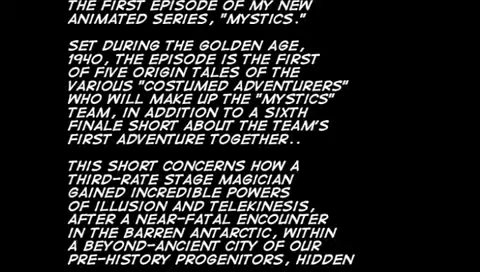 THE FIRST EPISODE OF MY NEW
ANIMATED SERIES, "MYSTICS."
SET DURING THE GOLDEN AGE,
1940, THE EPISODE IS THE FIRST
OF FIVE ORIGIN TALES OF THE
VARIOUS "COSTUMED ADVENTURERS"
WHO WILL MAKE UP THE "MYSTICS"
TEAM, IN ADDITION TO A SIXTH
FINALE SHORT ABOUT THE TEAM'S
FIRST ADVENTURE TOGETHER..
THIS SHORT CONCERNS HOW A
THIRD-RATE STAGE MAGICIAN
GAINED INCREDIBLE POWERS
OF ILLUSION AND TELEKINESIS,
AFTER A NEAR-FATAL ENCOUNTER
IN THE BARREN ANTARCTIC, WITHIN
A BEYOND-ANCIENT CITY OF OUR
PRE-HISTORY PROGENITORS, HIDDEN